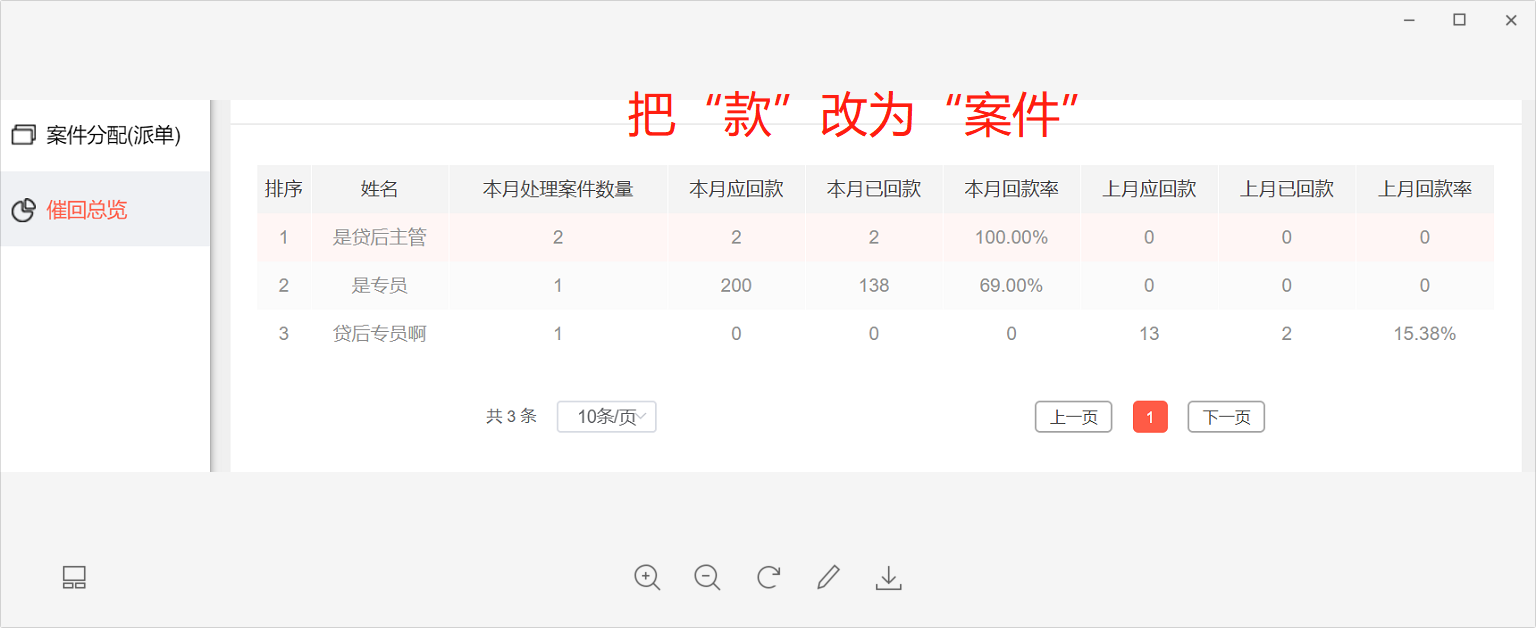 把“款”改为“案件”
案件分配(派单)
催回总览
排序 姓名 本月处理案件数量 本月应回款 本月已回款 本月回款率 上月应回款 上月已回款 上月回款率
1 是贷后主管 2 2 2 100.00% 0 0 0
2 是专员 1 200 138 69.00% 0 0 0
3 贷后专员啊 1 0 0 0 13 2 15.38%
共 3 条 10条/页 上一页 1 下一页